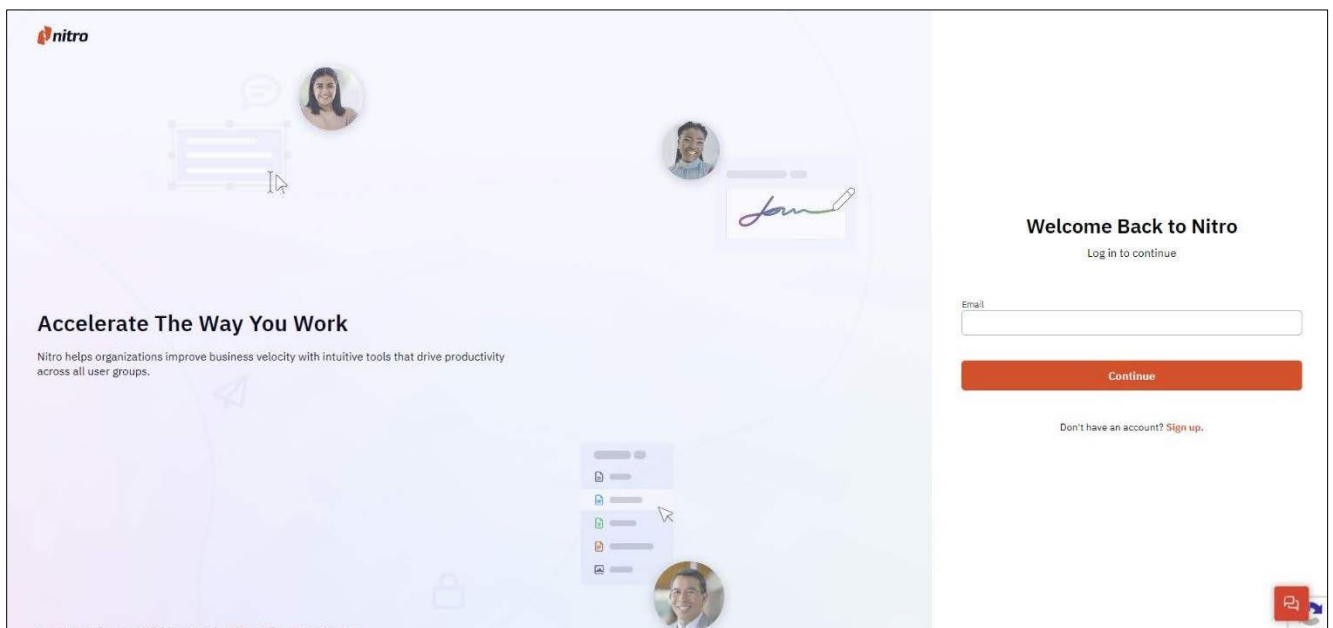 nitro
Accelerate The Way You Work
Nitro helps organizations improve business velocity with intuitive tools that drive productivity
across all user groups.
Welcome Back to Nitro
Log in to continue
Email
Continue
Don't have an account? Sign up.